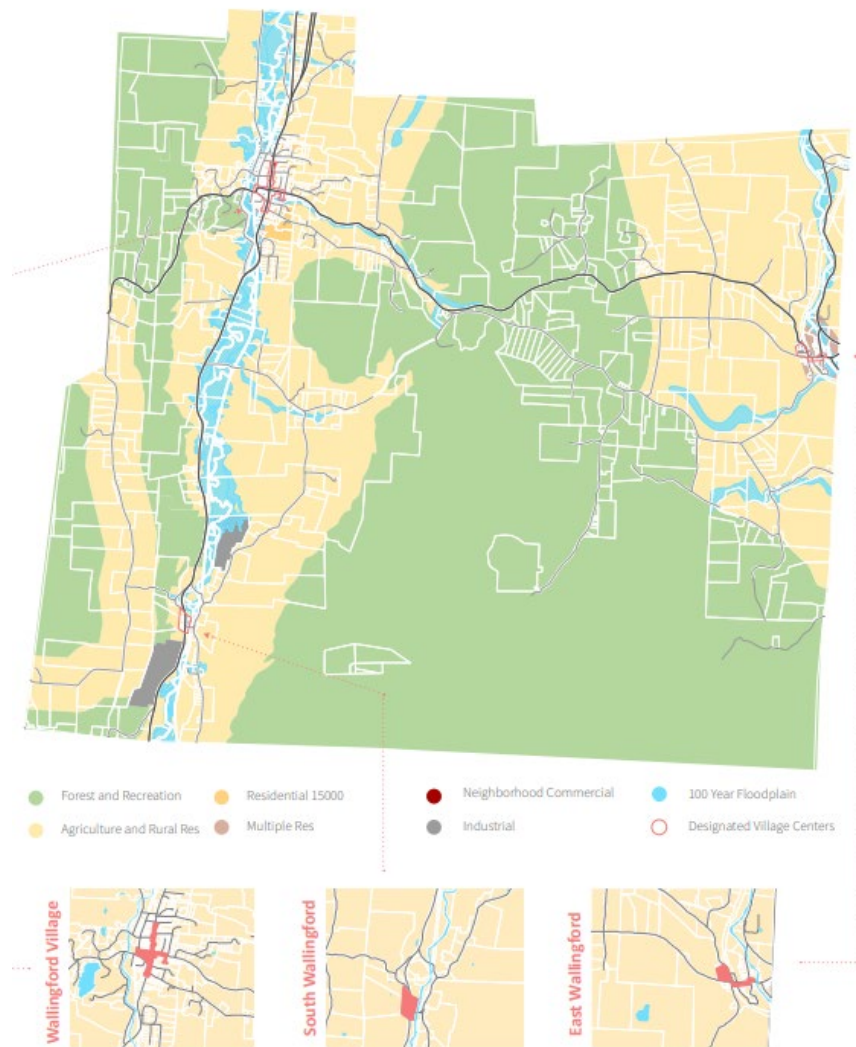 Forest and Recreation
Residential 15000
Neighborhood Commercial
100 Year Floodplain
Agriculture and Rural Res
Multiple Res
Industrial
Designated Village Centers
Wallingford Village
South Wallingford
East Wallingford